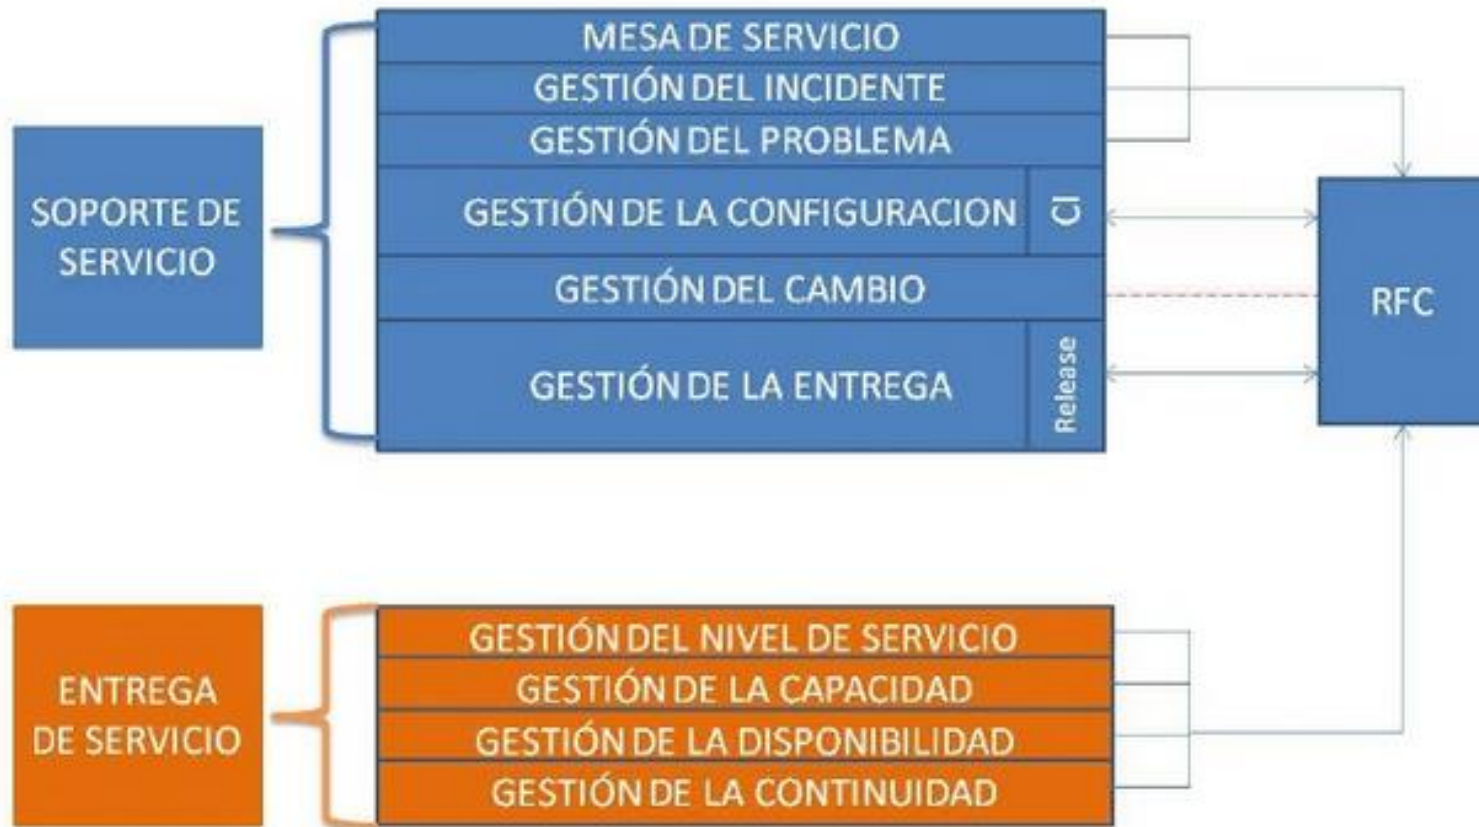 MESA DE SERVICIO
GESTIÓN DEL INCIDENTE
GESTIÓN DEL PROBLEMA
SOPORTE DE
SERVICIO
GESTIÓN DE LA CONFIGURACION
CI
GESTIÓN DEL CAMBIO
RFC
GESTIÓN DE LA ENTREGA
Release
ENTREGA
DE SERVICIO
GESTIÓN DEL NIVEL DE SERVICIO
GESTIÓN DE LA CAPACIDAD
GESTIÓN DE LA DISPONIBILIDAD
GESTIÓN DE LA CONTINUIDAD